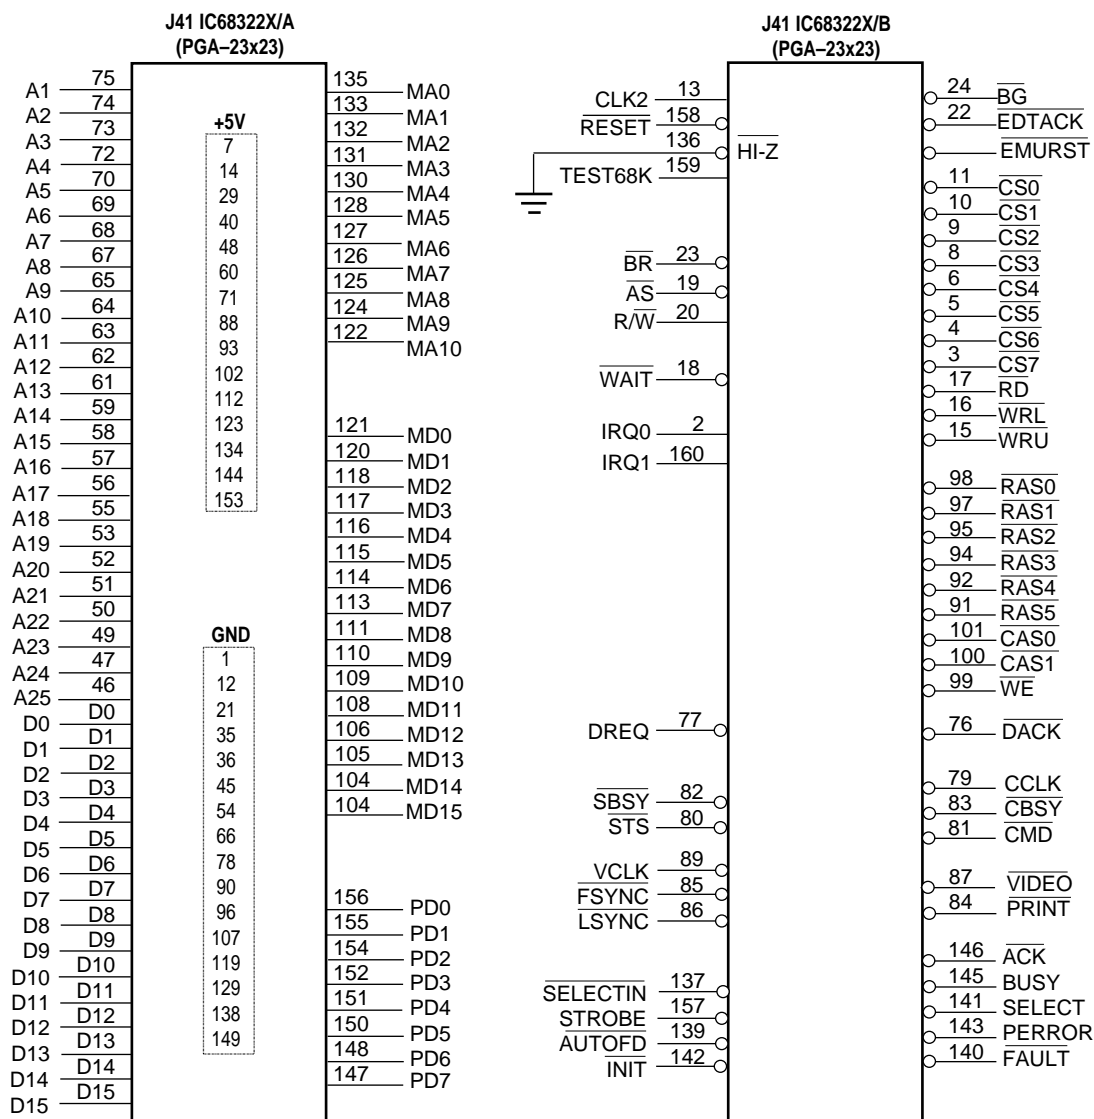 J41 IC68322X/A
(PGA–23x23)
A1 75
A2 74
A3 73
A4 72
A5 70
A6 69
A7 68
A8 67
A9 65
A10 64
A11 63
A12 62
A13 61
A14 59
A15 58
A16 57
A17 56
A18 55
A19 53
A20 52
A21 51
A22 50
A23 49
A24 47
A25 46
D0 D0
D1 D1
D2 D2
D3 D3
D4 D4
D5 D5
D6 D6
D7 D7
D8 D8
D9 D9
D10 D10
D11 D11
D12 D12
D13 D13
D14 D14
D15 D15
+5V
7
14
29
40
48
60
71
88
93
102
112
123
134
144
153
GND
1
12
21
35
36
45
54
66
78
90
96
107
119
129
138
149
135 MA0
133 MA1
132 MA2
131 MA3
130 MA4
128 MA5
127 MA6
126 MA7
125 MA8
124 MA9
122 MA10
121 MD0
120 MD1
118 MD2
117 MD3
116 MD4
115 MD5
114 MD6
113 MD7
111 MD8
110 MD9
109 MD10
108 MD11
106 MD12
105 MD13
104 MD14
104 MD15
156 PD0
155 PD1
154 PD2
152 PD3
151 PD4
150 PD5
148 PD6
147 PD7
J41 IC68322X/B
(PGA–23x23)
CLK2 13
RESET 158
136 HI-Z
TEST68K 159
BR 23
AS 19
R/W 20
WAIT 18
IRQ0 2
IRQ1 160
DREQ 77
SBSY 82
STS 80
VCLK 89
FSYNC 85
LSYNC 86
SELECTIN 137
STROBE 157
AUTOFD 139
INIT 142
24 BG
22 EDTACK
EMURST
11 CS0
10 CS1
9 CS2
8 CS3
6 CS4
5 CS5
4 CS6
3 CS7
17 RD
16 WRL
15 WRU
98 RAS0
97 RAS1
95 RAS2
94 RAS3
92 RAS4
91 RAS5
101 CAS0
100 CAS1
99 WE
76 DACK
79 CCLK
83 CBSY
81 CMD
87 VIDEO
84 PRINT
146 ACK
145 BUSY
141 SELECT
143 PERROR
140 FAULT